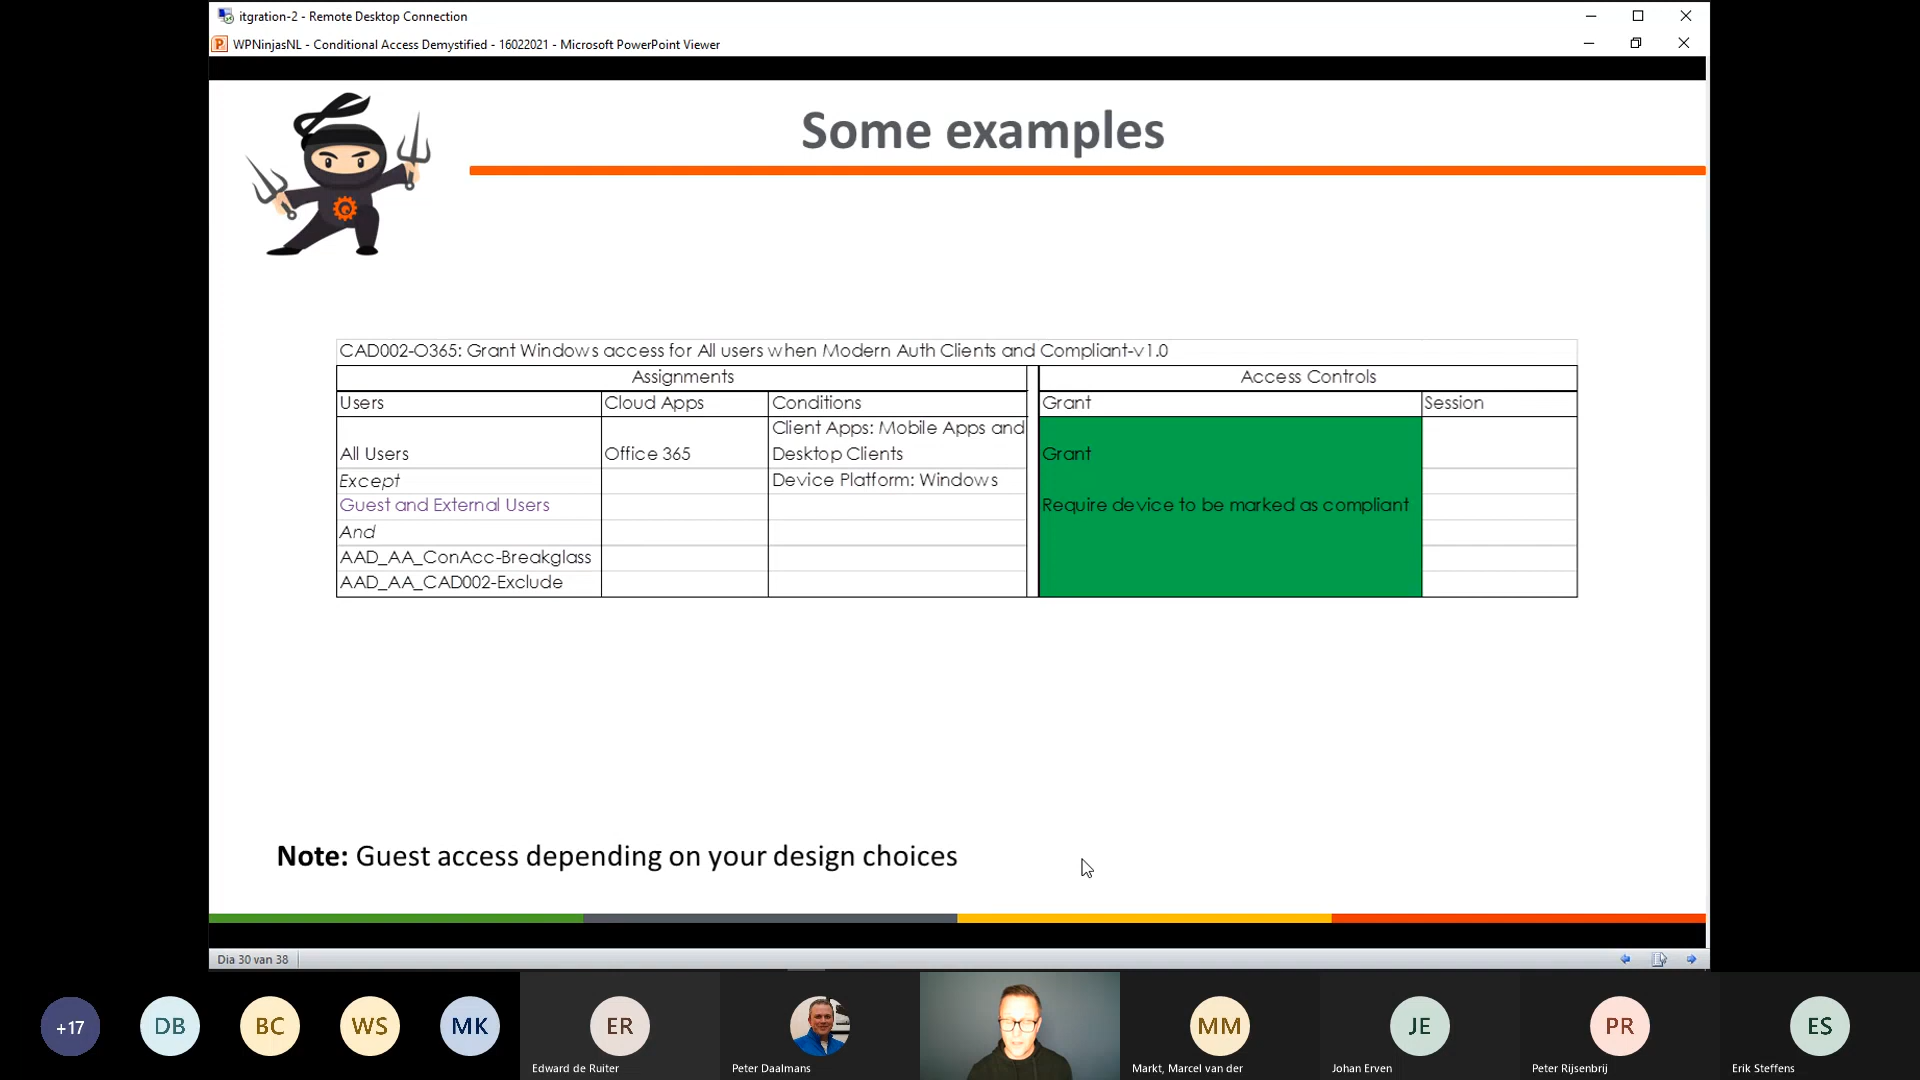 itgration-2 - Remote Desktop Connection
WPNinjasNL - Conditional Access Demystified - 16022021 - Microsoft PowerPoint Viewer
Some examples
CAD002-O365: Grant Windows access for All users when Modern Auth Clients and Compliant-v1.0
Assignments
Access Controls
Users
Cloud Apps
Conditions
Grant
Session
All Users
Office 365
Client Apps: Mobile Apps and
Desktop Clients
Grant
Except
Device Platform: Windows
Guest and External Users
Require device to be marked as compliant
And
AAD_AA_ConAcc-Breakglass
AAD_AA_CAD002-Exclude
Note: Guest access depending on your design choices
Dia 30 van 38
+17
DB
BC
WS
MK
ER
MM
JE
PR
ES
Edward de Ruiter
Peter Daalmans
Markt, Marcel van der
Johan Erven
Peter Rijsenbrij
Erik Steffens